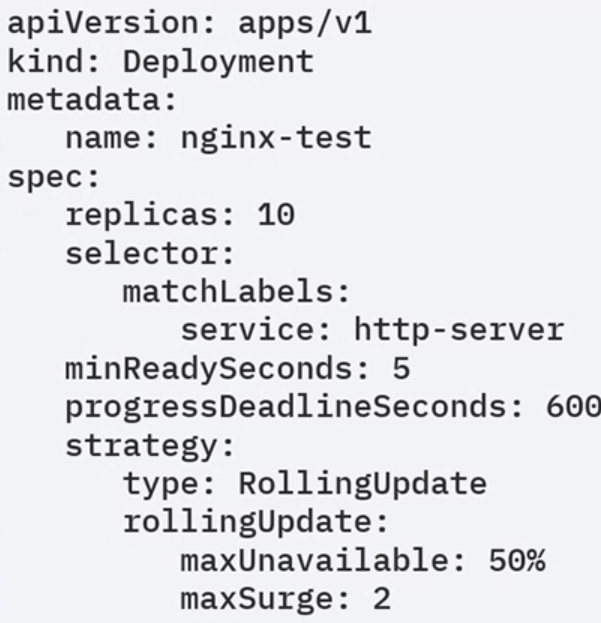 apiVersion: apps/v1
kind: Deployment
metadata:
   name: nginx-test
spec:
   replicas: 10
   selector:
      matchLabels:
         service: http-server
   minReadySeconds: 5
   progressDeadlineSeconds: 600
   strategy:
      type: RollingUpdate
      rollingUpdate:
         maxUnavailable: 50%
         maxSurge: 2